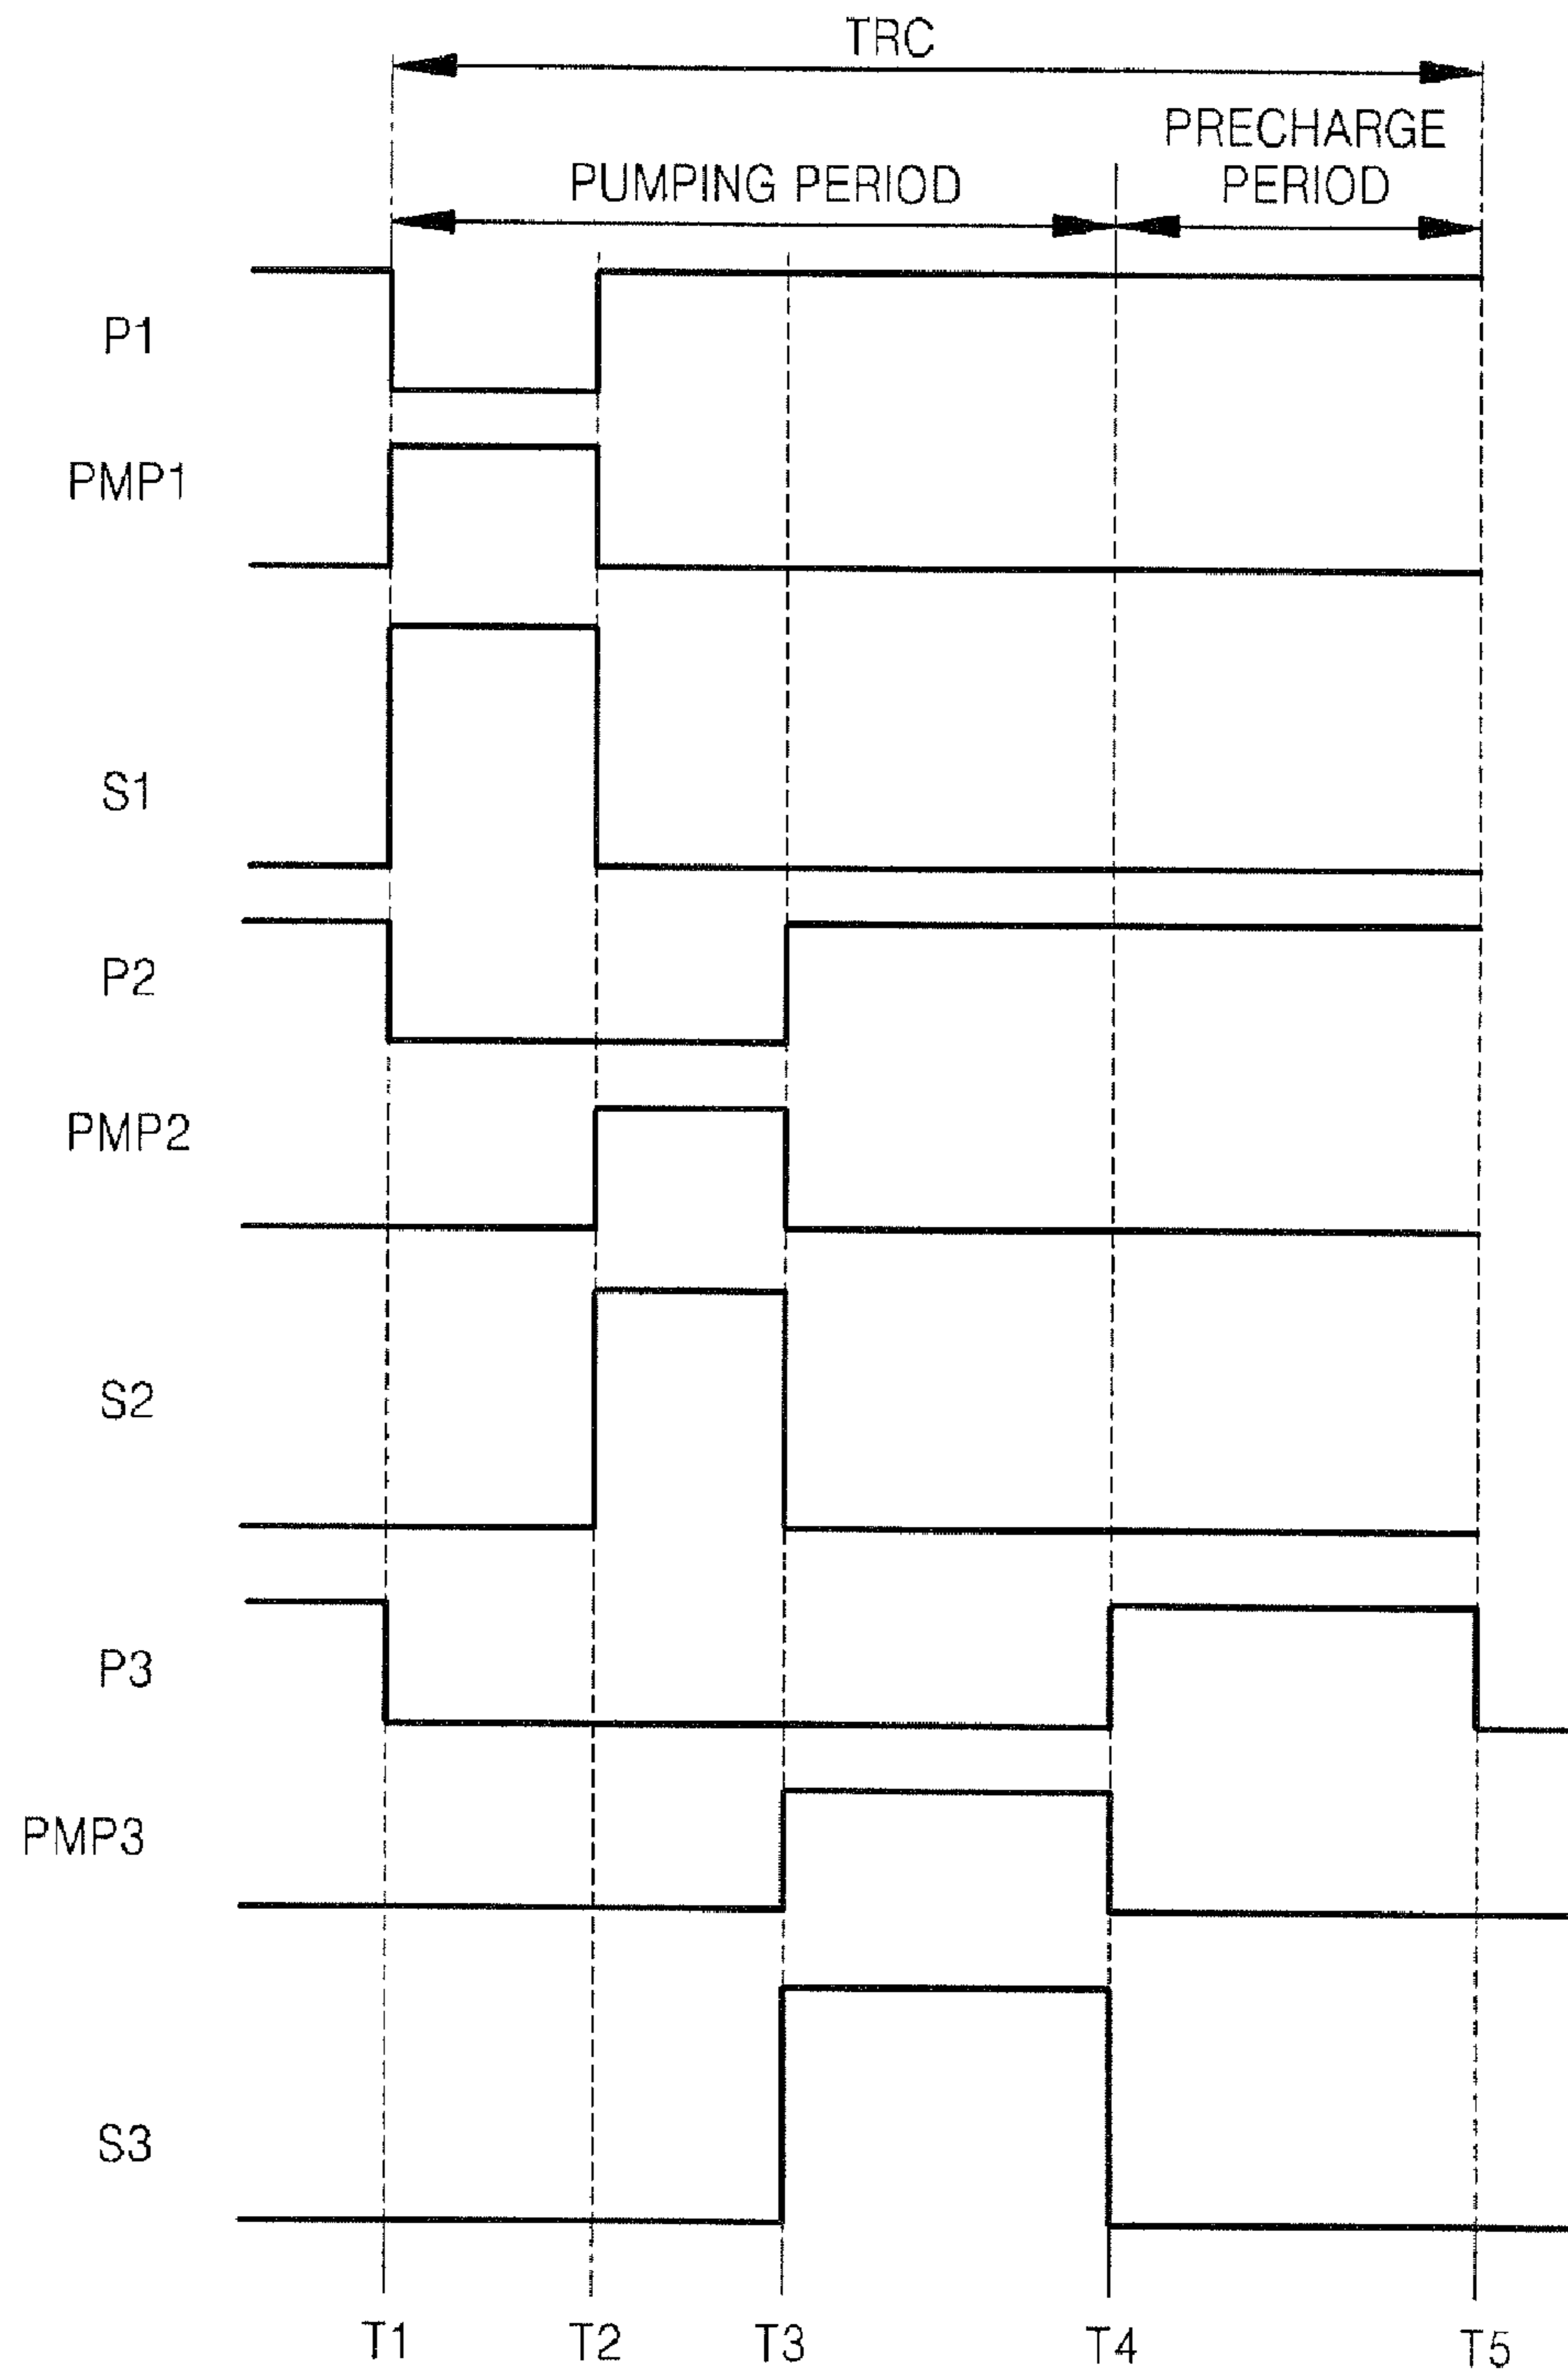 TRC
PRECHARGE
PUMPING PERIOD PERIOD
P1
PMP1
S1
P2
PMP2
S2
P3
PMP3
S3
T1 T2 T3 T4 T5